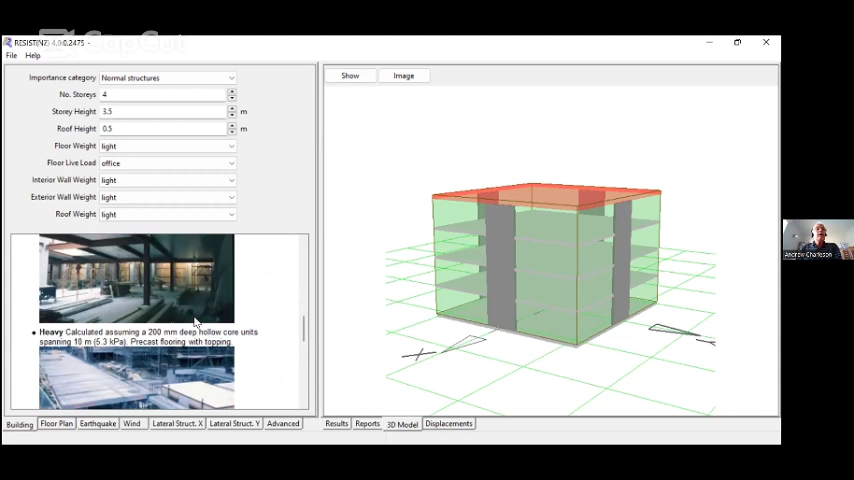 RESIST(NZ) 4.0.0.2475 -
CapCut
File Help
Importance category Normal structures
No. Storeys 4
Storey Height 3.5 m
Roof Height 0.5 m
Floor Weight light
Floor Live Load office
Interior Wall Weight light
Exterior Wall Weight light
Roof Weight light
• Heavy Calculated assuming a 200 mm deep hollow core units
spanning 10 m (5.3 kPa). Precast flooring with topping.
Building Floor Plan Earthquake Wind Lateral Struct. X Lateral Struct. Y Advanced
Show Image
Results Reports 3D Model Displacements
Andrew Charleson